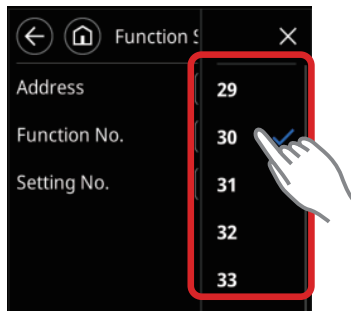 Function S
Address
Function No.
Setting No.
29
30
31
32
33